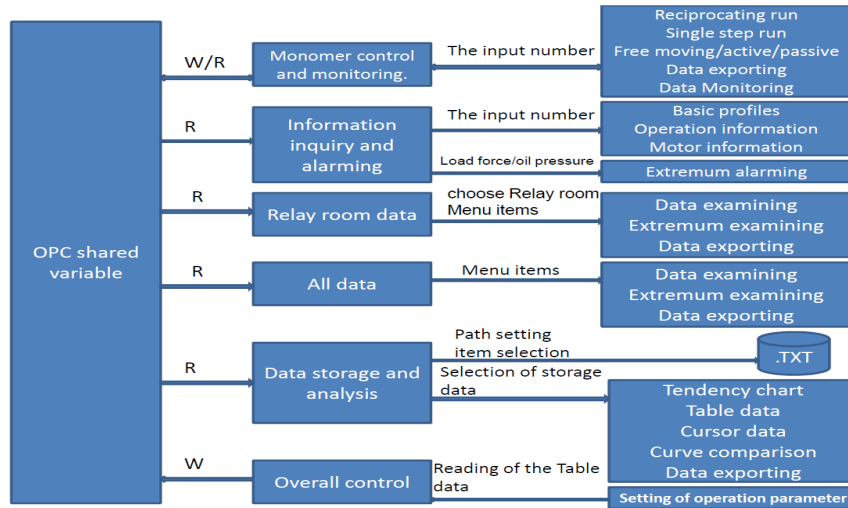 OPC shared
variable
W/R
Monomer control
and monitoring.
The input number
Reciprocating run
Single step run
Free moving/active/passive
Data exporting
Data Monitoring
R
Information
inquiry and
alarming
The input number
Basic profiles
Operation information
Motor information
Load force/oil pressure
Extremum alarming
R
Relay room data
choose Relay room
Menu items
Data examining
Extremum examining
Data exporting
R
All data
Menu items
Data examining
Extremum examining
Data exporting
R
Data storage and
analysis
Path setting
item selection
.TXT
Selection of storage
data
Tendency chart
Table data
Cursor data
Curve comparison
Data exporting
W
Overall control
Reading of the Table
data
Setting of operation parameter